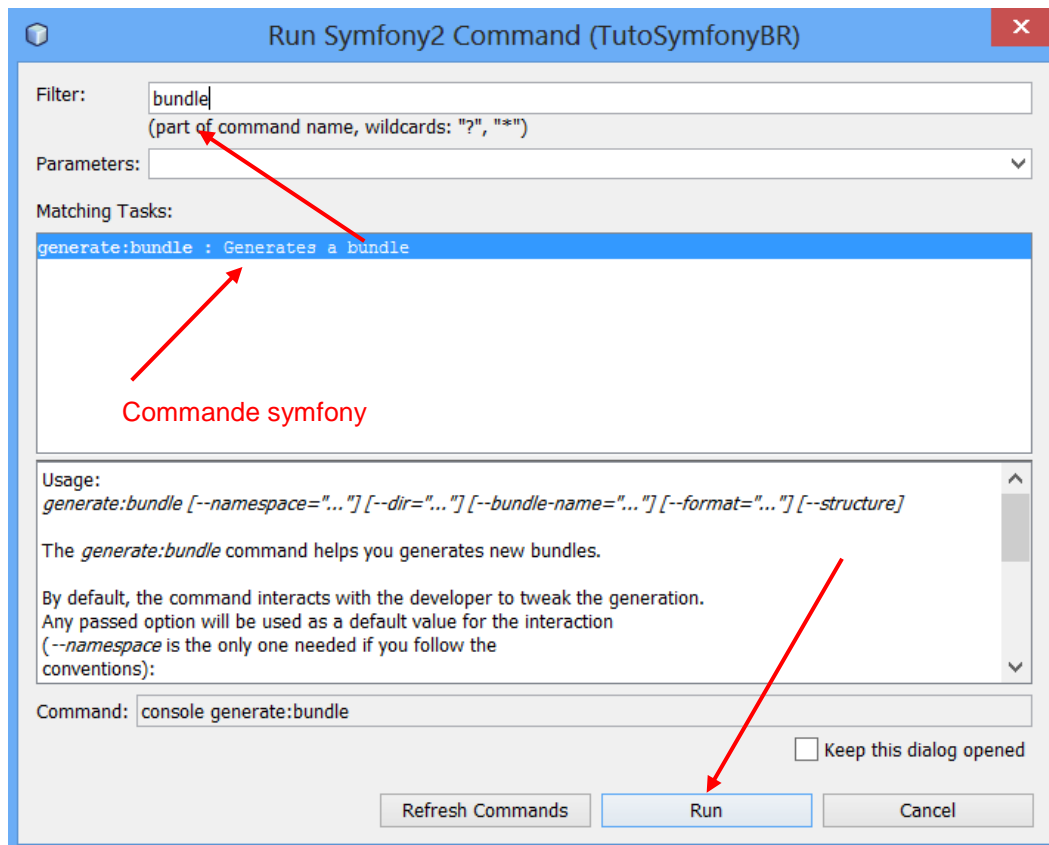 Run Symfony2 Command (TutoSymfonyBR)
Filter: bundle
(part of command name, wildcards: "?", "*")
Parameters:
Matching Tasks:
generate:bundle : Generates a bundle
Commande symfony
Usage:
generate:bundle [--namespace="..."] [--dir="..."] [--bundle-name="..."] [--format="..."] [--structure]
The generate:bundle command helps you generates new bundles.
By default, the command interacts with the developer to tweak the generation.
Any passed option will be used as a default value for the interaction
(--namespace is the only one needed if you follow the
conventions):
Command: console generate:bundle
Keep this dialog opened
Refresh Commands Run Cancel